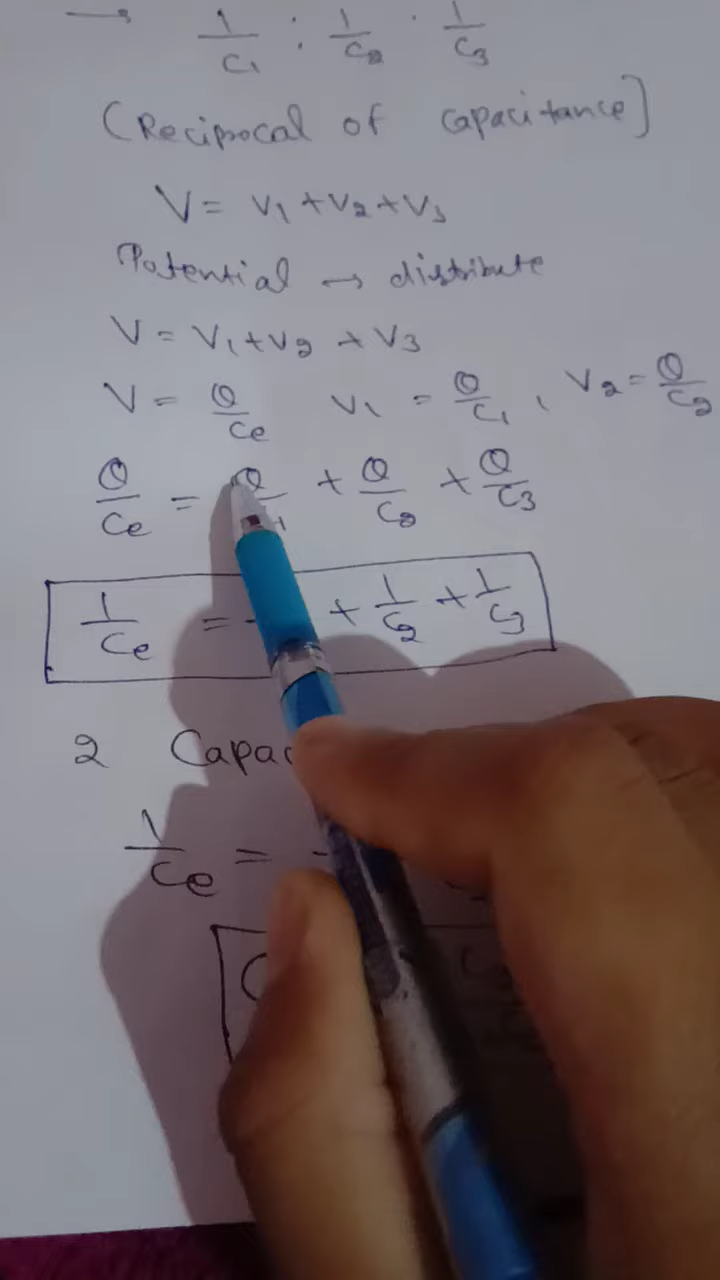 → 1/C1 : 1/C2 : 1/C3
(Reciprocal of Capacitance]
V = V1 + V2 + V3
Potential → distribute
V = V1 + V2 + V3
V = Q/Ce V1 = Q/C1 , V2 = Q/C2
Q/Ce = Q/1 + Q/C2 + Q/C3
1/Ce = + 1/C2 + 1/C3
2
1/Ce =
C